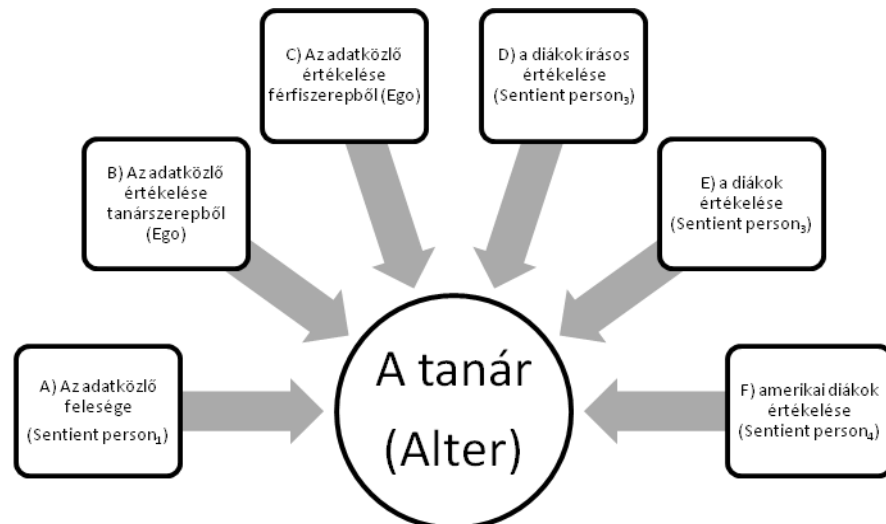 A) Az adatközlő
felesége
(Sentient person₁)
B) Az adatközlő
értékelése
tanárszerepből
(Ego)
C) Az adatközlő
értékelése
férfiszerepből (Ego)
D) a diákok írásos
értékelése
(Sentient person₃)
E) a diákok
értékelése
(Sentient person₃)
F) amerikai diákok
értékelése
(Sentient person₄)
A tanár
(Alter)